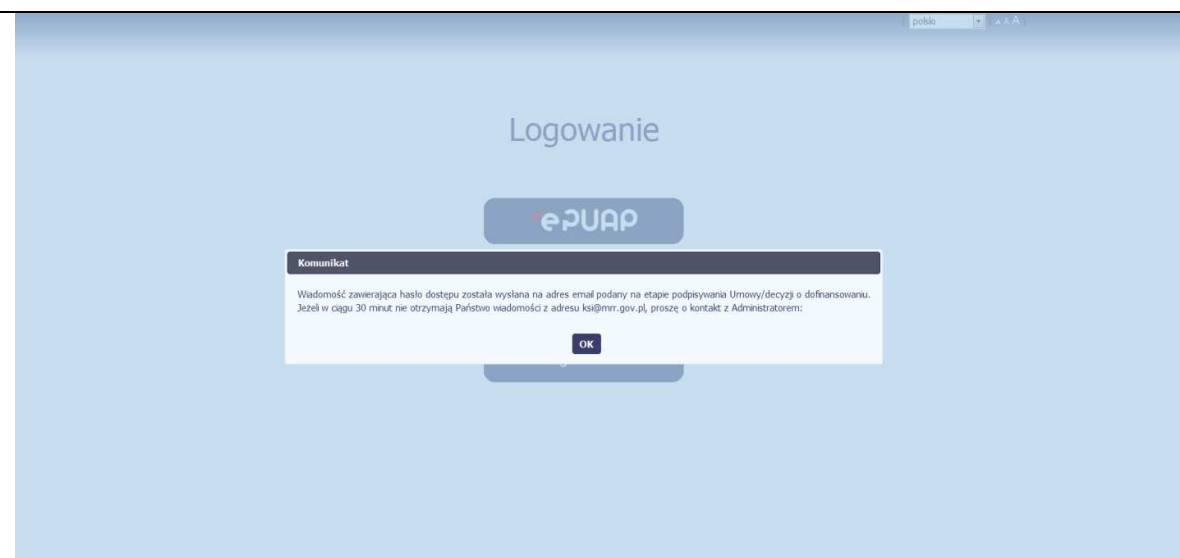 polski
A A A
Logowanie
ePUAP
Komunikat
Wiadomość zawierająca hasło dostępu została wysłana na adres email podany na etapie podpisywania Umowy/decyzji o dofinansowaniu.
Jeżeli w ciągu 30 minut nie otrzymają Państwo wiadomości z adresu ksi@mrr.gov.pl, proszę o kontakt z Administratorem:
OK